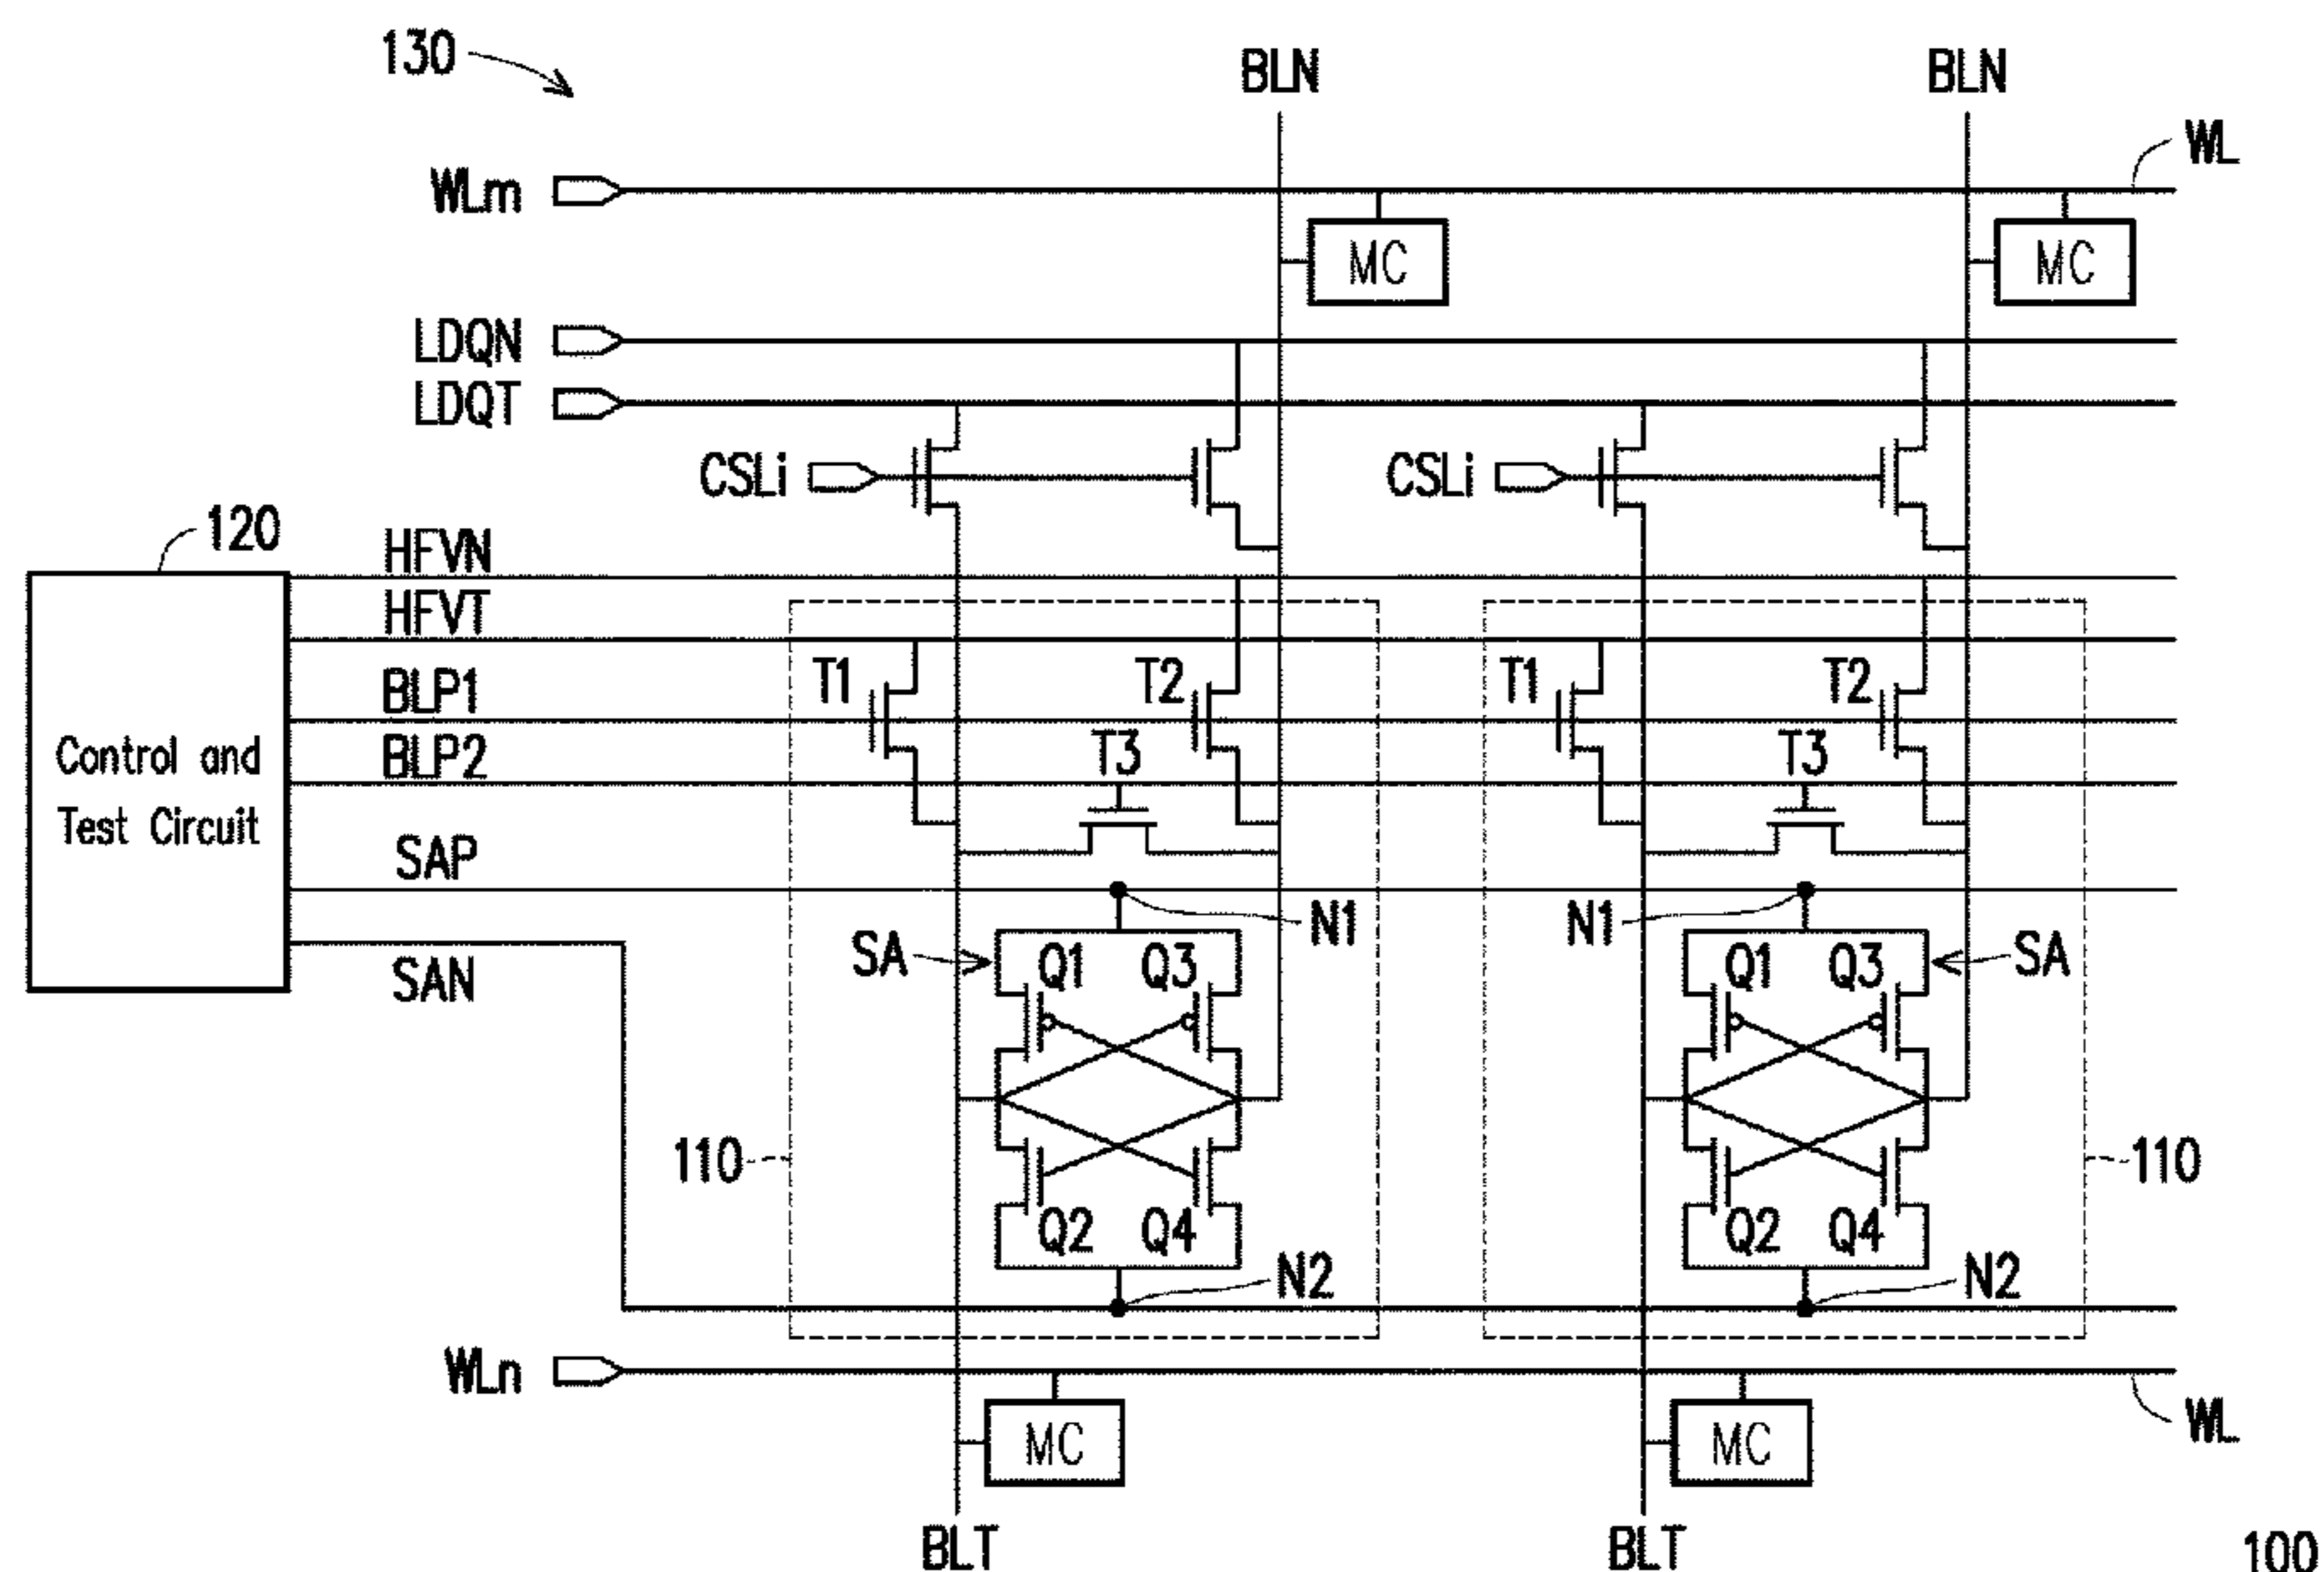 130
BLN
BLN
WL
WLm
MC
MC
LDQN
LDQT
CSLi
CSLi
120
HFVN
HFVT
BLP1
BLP2
T1
T2
T1
T2
T3
T3
Control and
Test Circuit
SAP
SAN
N1
N1
SA
Q1
Q3
Q1
Q3
SA
110
110
Q2
Q4
Q2
Q4
N2
N2
WLn
MC
MC
WL
BLT
BLT
100